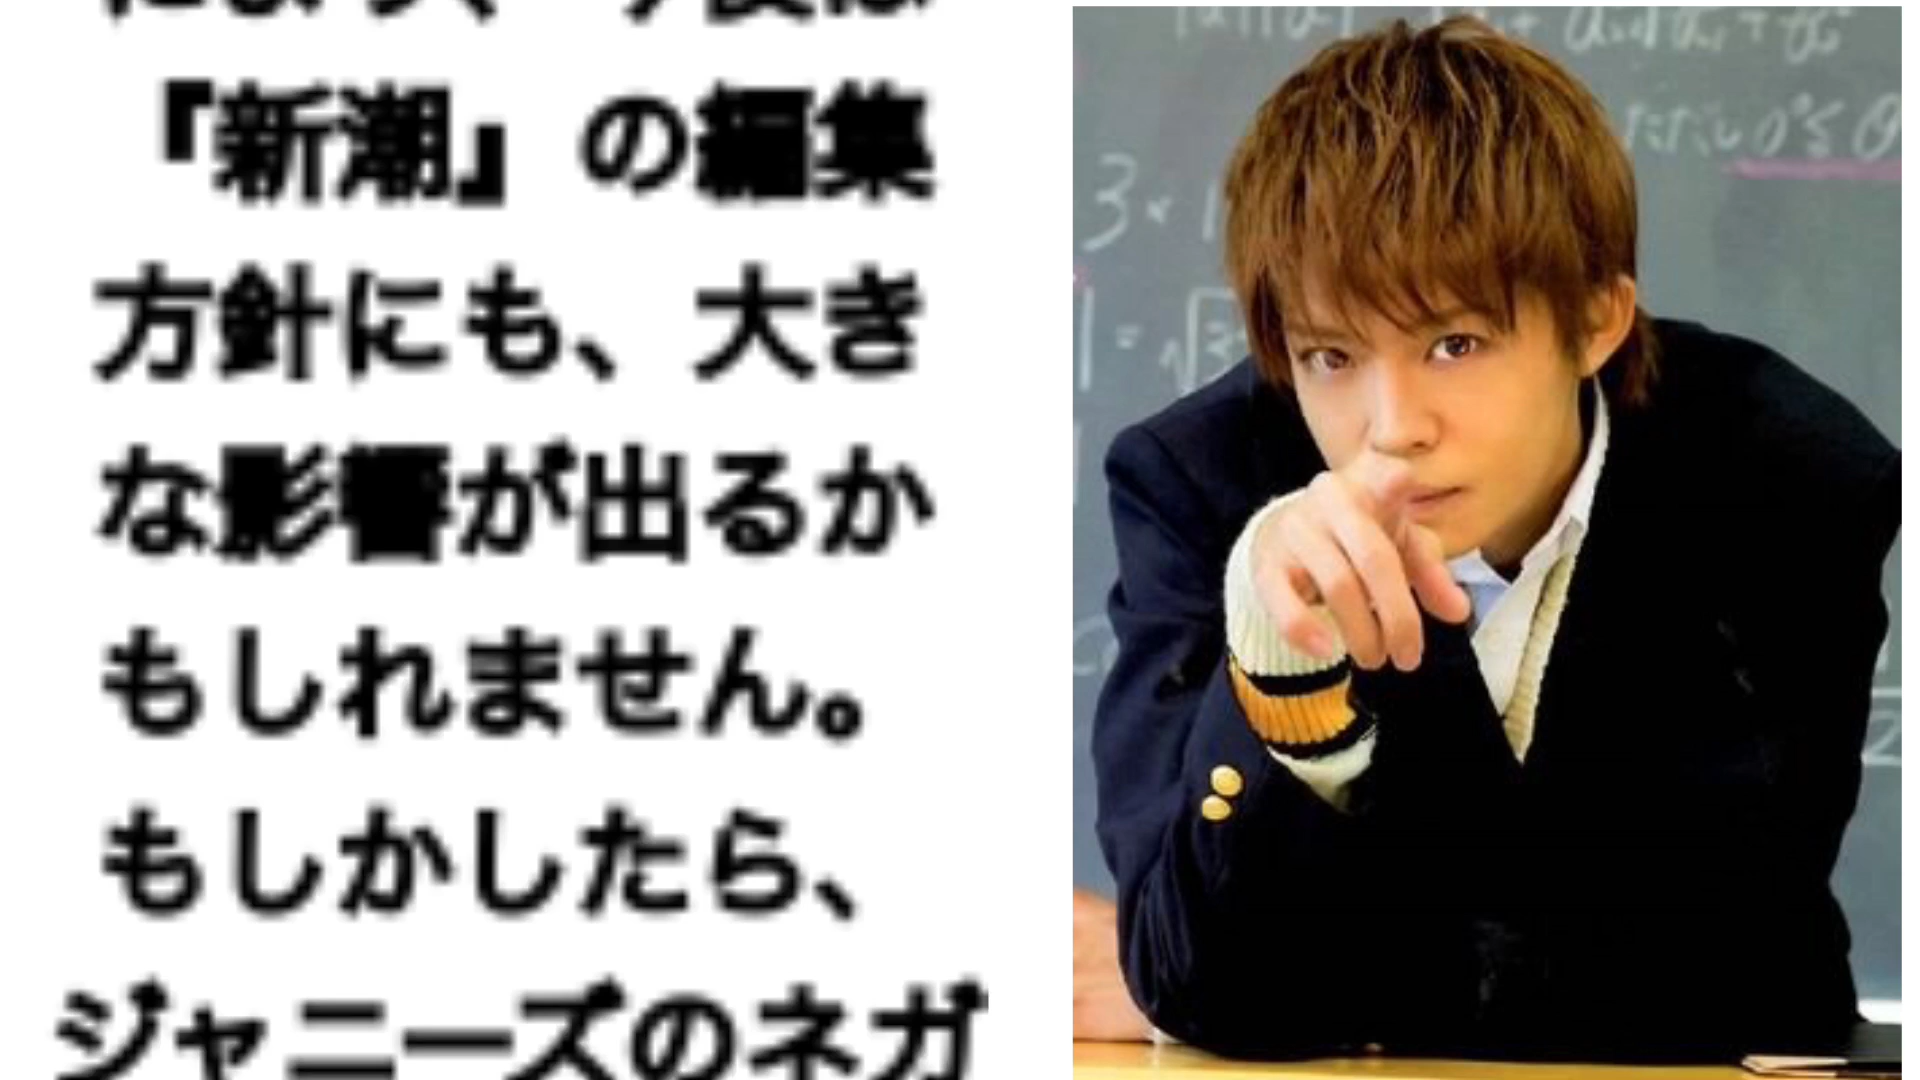 『新潮』の編集
方針にも、大き
な影響が出るか
もしれません。
もしかしたら、
ジャニーズのネガ